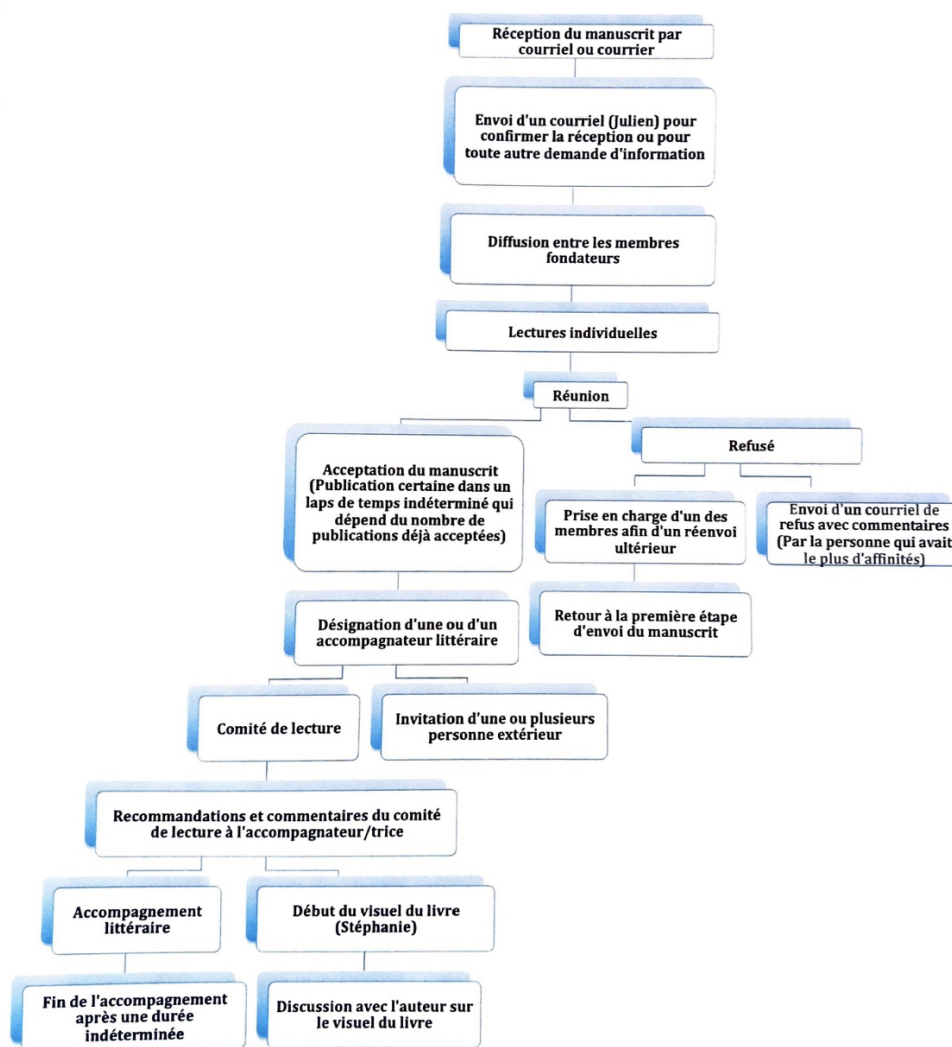 Réception du manuscrit par
courriel ou courrier
Envoi d'un courriel (Julien) pour
confirmer la réception ou pour
toute autre demande d'information
Diffusion entre les membres
fondateurs
Lectures individuelles
Réunion
Acceptation du manuscrit
(Publication certaine dans un
laps de temps indéterminé qui
dépend du nombre de
publications déjà acceptées)
Refusé
Prise en charge d'un des
membres afin d'un réenvoi
ultérieur
Envoi d'un courriel de
refus avec commentaires
(Par la personne qui avait
le plus d'affinités)
Désignation d'une ou d'un
accompagnateur littéraire
Retour à la première étape
d'envoi du manuscrit
Comité de lecture
Invitation d'une ou plusieurs
personne extérieur
Recommandations et commentaires du comité
de lecture à l'accompagnateur/trice
Accompagnement
littéraire
Début du visuel du livre
(Stéphanie)
Fin de l'accompagnement
après une durée
indéterminée
Discussion avec l'auteur sur
le visuel du livre